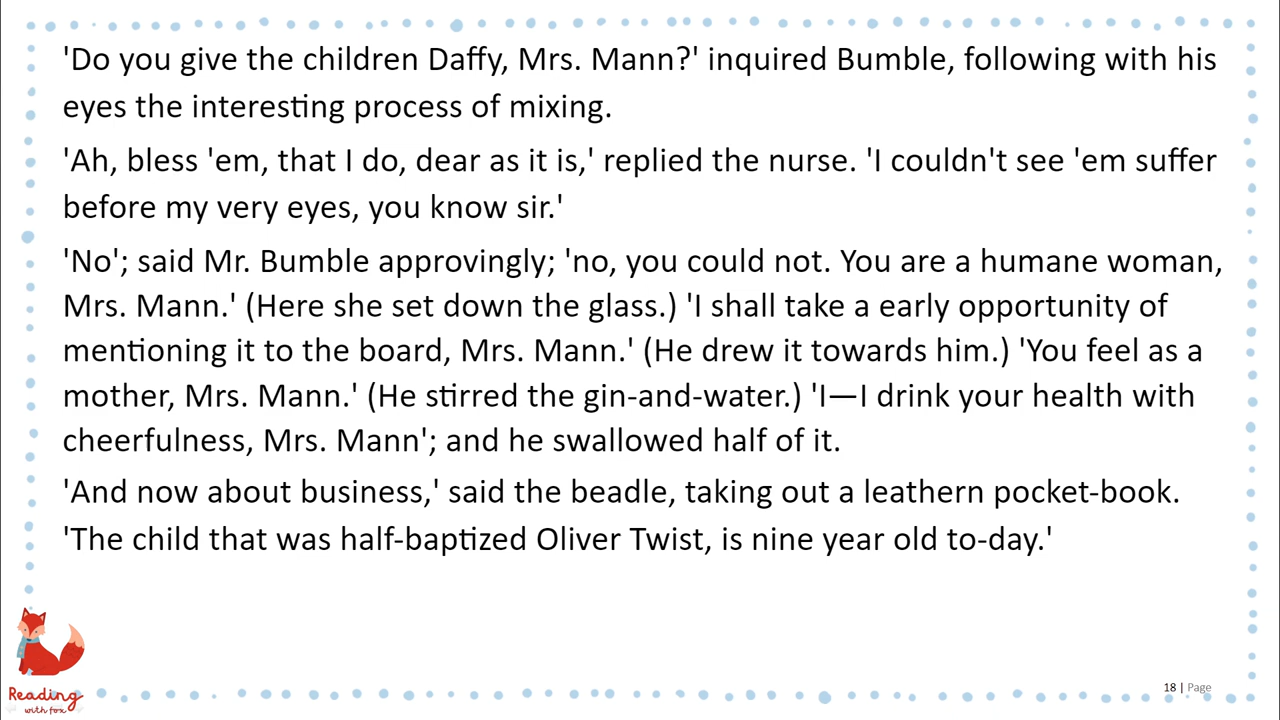 'Do you give the children Daffy, Mrs. Mann?' inquired Bumble, following with his
eyes the interesting process of mixing.
'Ah, bless 'em, that I do, dear as it is,' replied the nurse. 'I couldn't see 'em suffer
before my very eyes, you know sir.'
'No'; said Mr. Bumble approvingly; 'no, you could not. You are a humane woman,
Mrs. Mann.' (Here she set down the glass.) 'I shall take a early opportunity of
mentioning it to the board, Mrs. Mann.' (He drew it towards him.) 'You feel as a
mother, Mrs. Mann.' (He stirred the gin-and-water.) 'I—I drink your health with
cheerfulness, Mrs. Mann'; and he swallowed half of it.
'And now about business,' said the beadle, taking out a leathern pocket-book.
'The child that was half-baptized Oliver Twist, is nine year old to-day.'
18 | Page
Reading
with fox